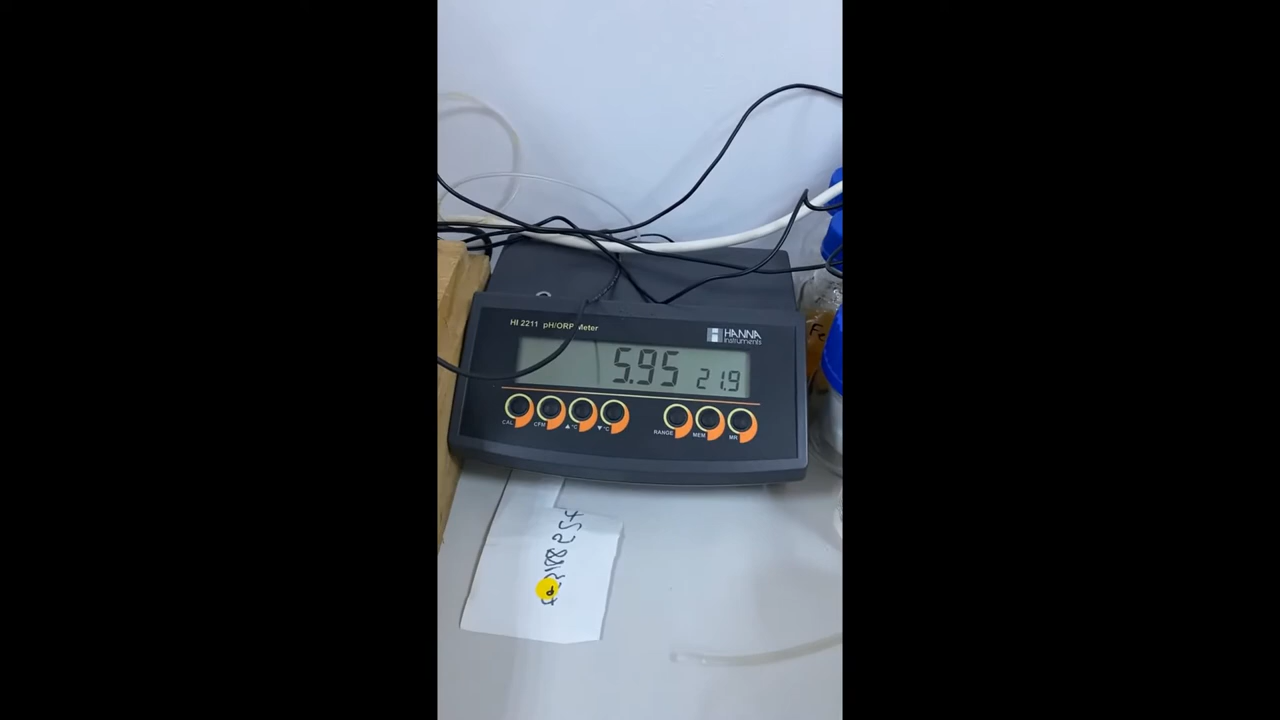 HI 2211 pH/ORP Meter
HANNA
instruments
5.95 21.9
CAL CFM ▲°C ▼°C RANGE MEM MR